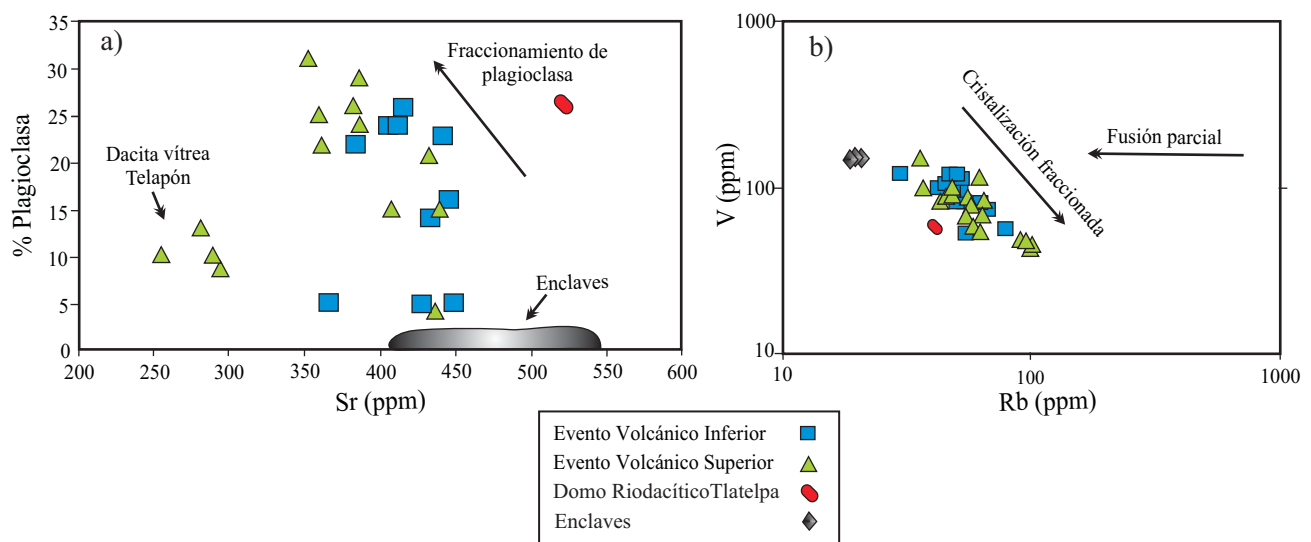 a)
Fraccionamiento de
plagioclasa
Dacita vítrea
Telapón
Enclaves
% Plagioclasa
35
30
25
20
15
10
5
0
200
250
300
350
400
450
500
550
600
Sr (ppm)
b)
Cristalización fraccionada
Fusión parcial
V (ppm)
1000
100
10
10
100
1000
Rb (ppm)
Evento Volcánico Inferior
Evento Volcánico Superior
Domo RiodacíticoTlatelpa
Enclaves